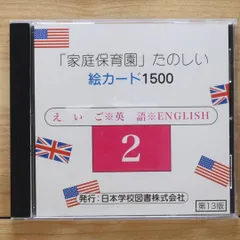 「家庭保育園」たのしい
絵カード1500
え い ご※英 語※ENGLISH
2
発行：日本学校図書株式会社
第13版